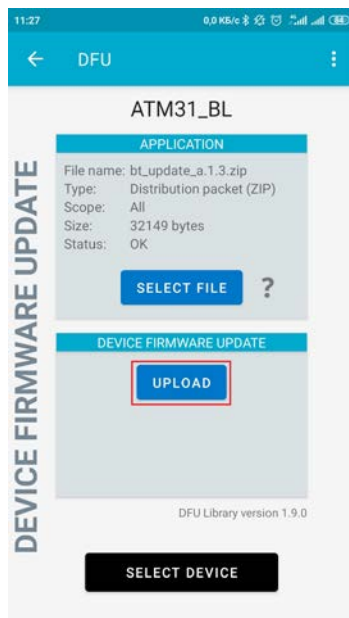 11:27
0,0 КБ/с
DFU
ATM31_BL
APPLICATION
File name: bt_update_a.1.3.zip
Type: Distribution packet (ZIP)
Scope: All
Size: 32149 bytes
Status: OK
SELECT FILE ?
DEVICE FIRMWARE UPDATE
UPLOAD
DFU Library version 1.9.0
SELECT DEVICE
DEVICE FIRMWARE UPDATE